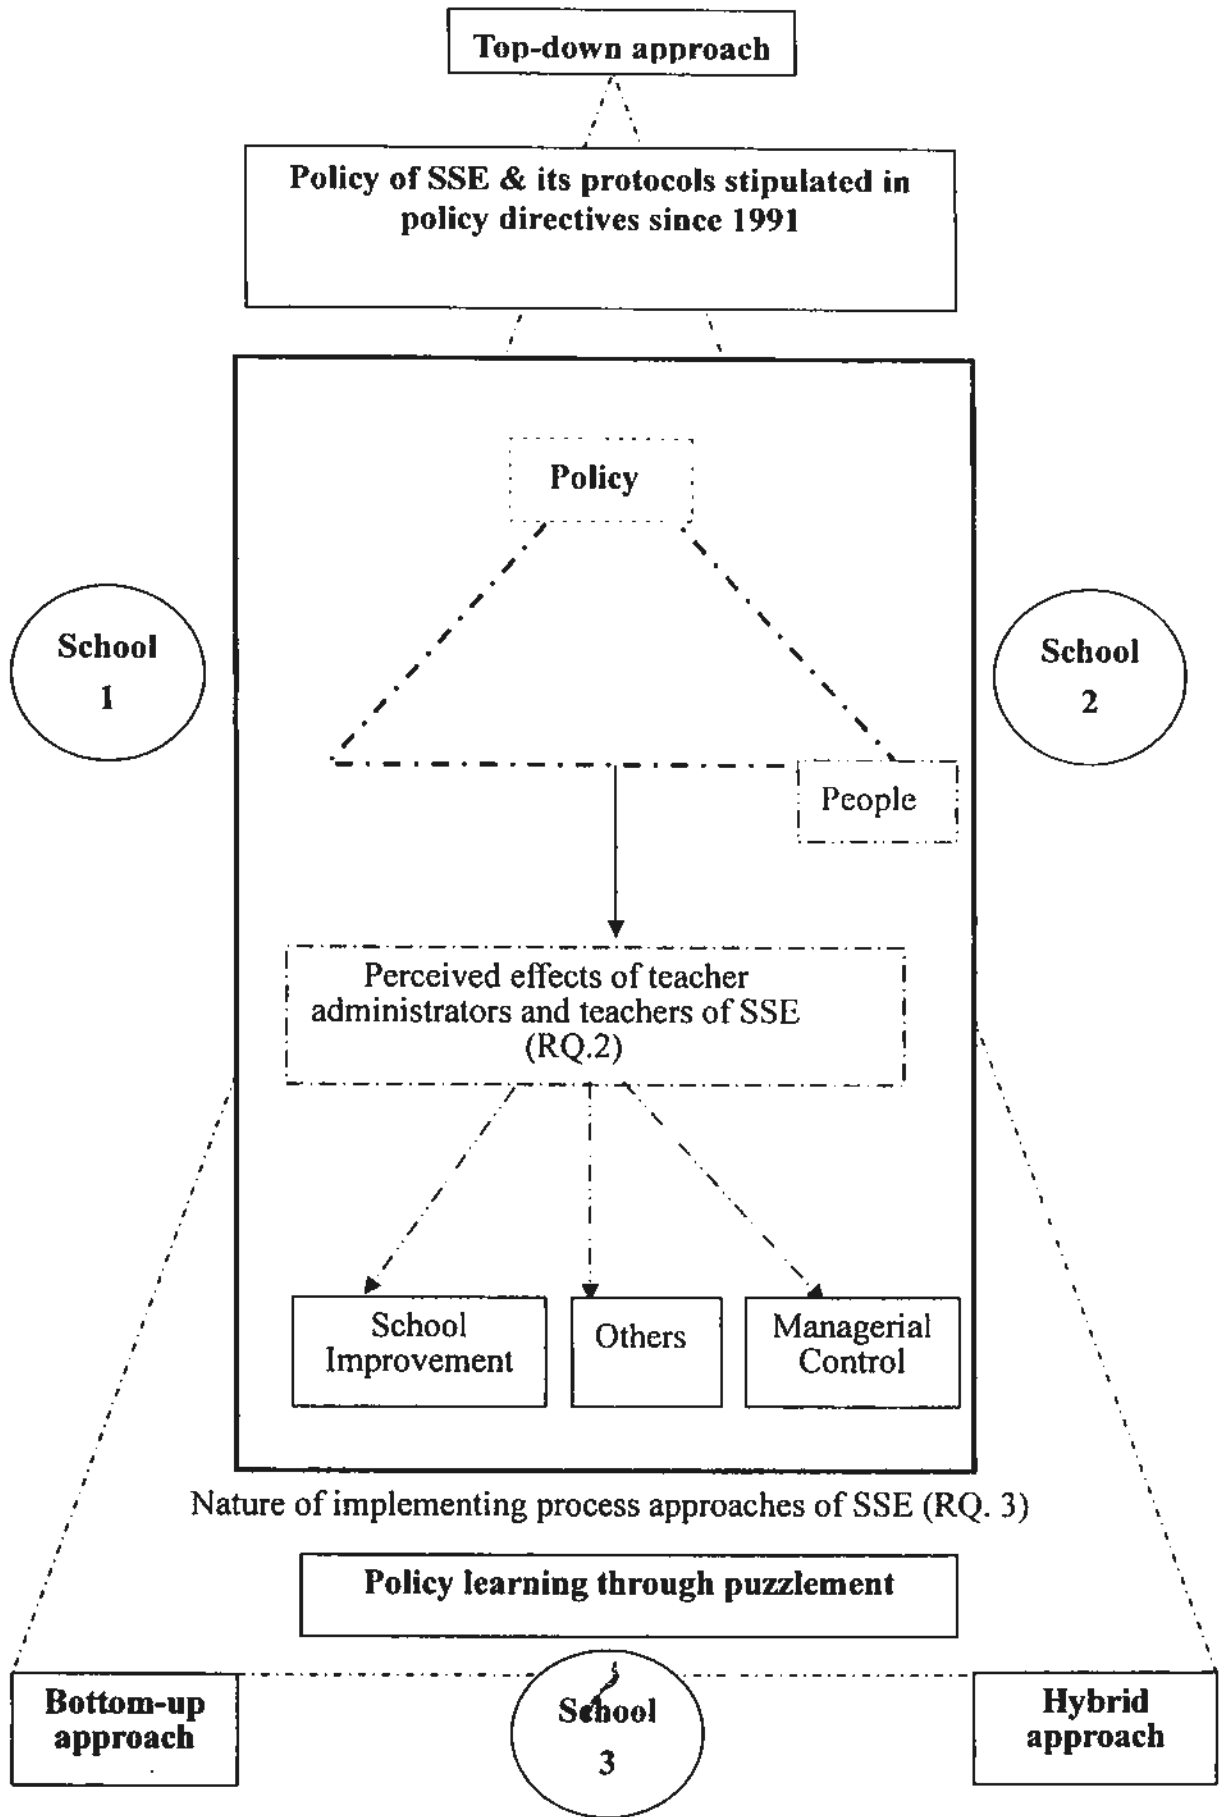 Top-down approach
Policy of SSE & its protocols stipulated in
policy directives since 1991
Policy
School
1
School
2
People
Perceived effects of teacher
administrators and teachers of SSE
(RQ.2)
School
Improvement
Others
Managerial
Control
Nature of implementing process approaches of SSE (RQ. 3)
Policy learning through puzzlement
Bottom-up
approach
School
3
Hybrid
approach